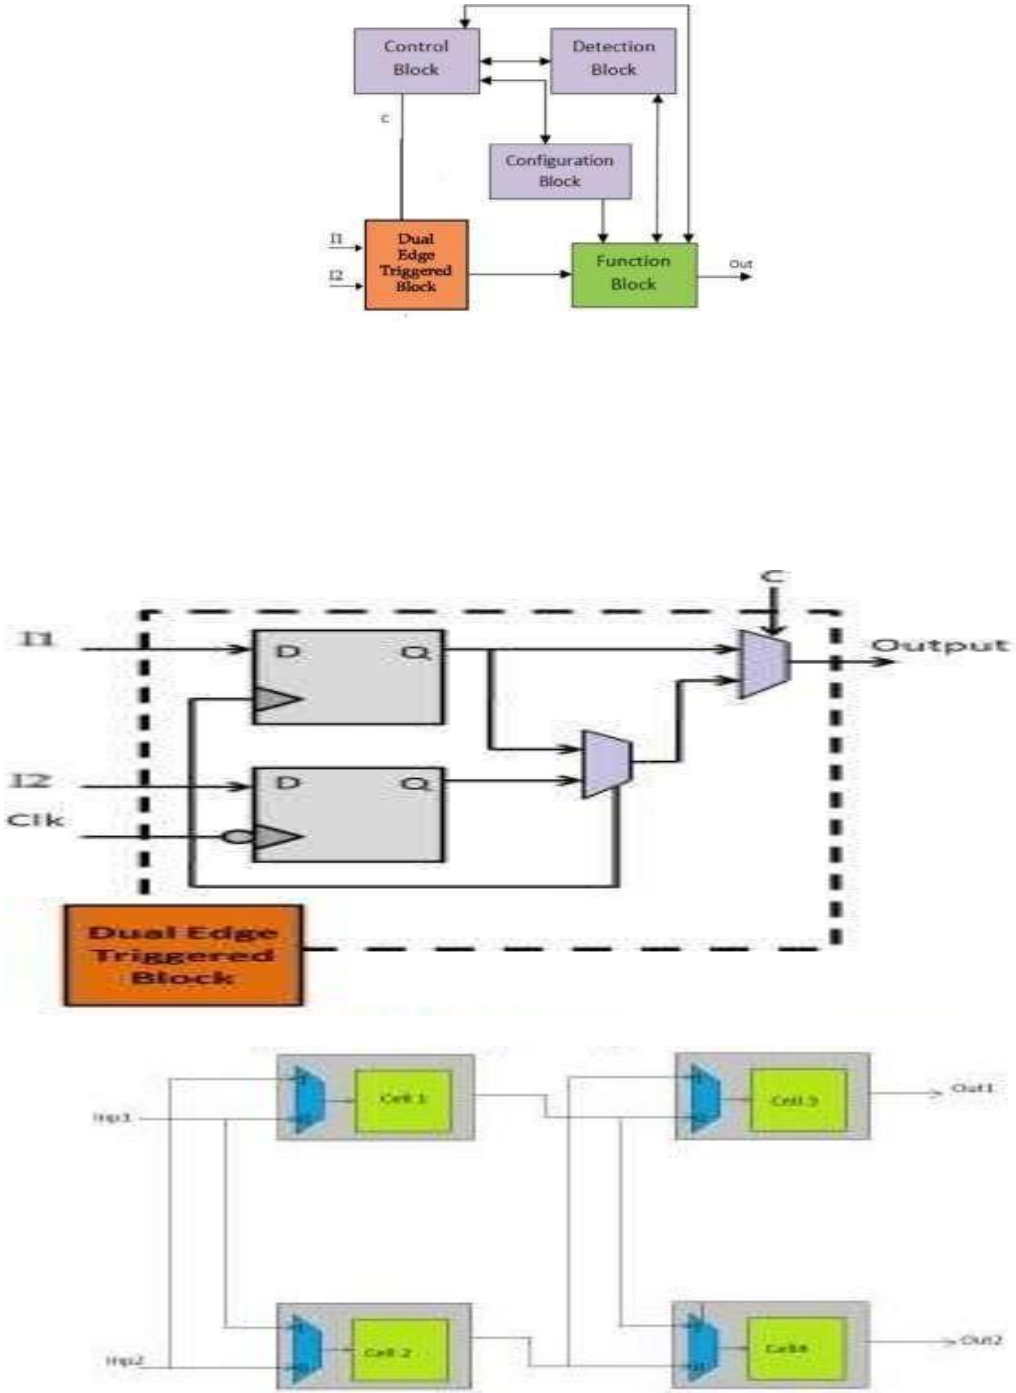 Control
Block
Detection
Block
C
Configuration
Block
I1
I2
Dual
Edge
Triggered
Block
Function
Block
Out
C
I1
D
Q
Output
I2
D
Q
Clk
Dual Edge
Triggered
Block
Inp1
Cell 1
Cell 3
Out1
Inp2
Cell 2
Cell4
Out2